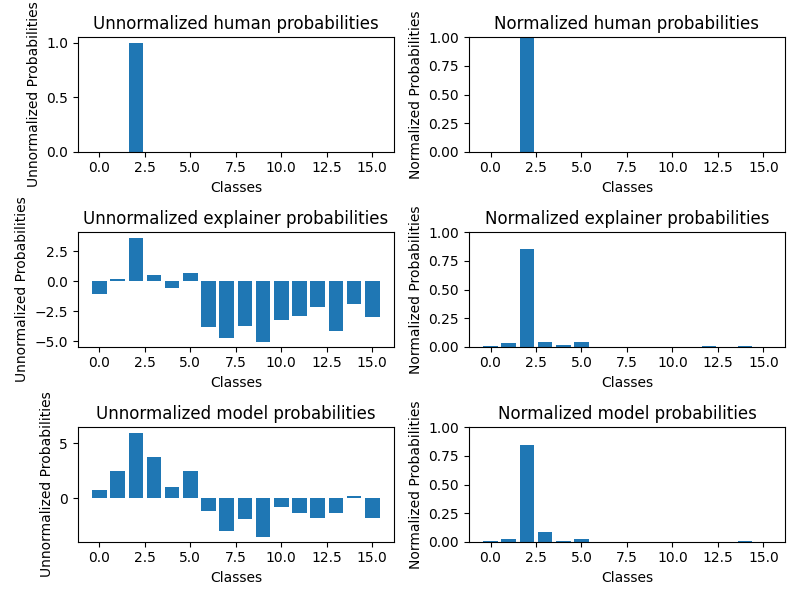 Unnormalized human probabilities
Unnormalized Probabilities
1.0
0.5
0.0
0.0 2.5 5.0 7.5 10.0 12.5 15.0
Classes
Normalized human probabilities
Normalized Probabilities
1.00
0.75
0.50
0.25
0.00
0.0 2.5 5.0 7.5 10.0 12.5 15.0
Classes
Unnormalized explainer probabilities
Unnormalized Probabilities
2.5
0.0
−2.5
−5.0
0.0 2.5 5.0 7.5 10.0 12.5 15.0
Classes
Normalized explainer probabilities
Normalized Probabilities
1.00
0.75
0.50
0.25
0.00
0.0 2.5 5.0 7.5 10.0 12.5 15.0
Classes
Unnormalized model probabilities
Unnormalized Probabilities
5
0
0.0 2.5 5.0 7.5 10.0 12.5 15.0
Classes
Normalized model probabilities
Normalized Probabilities
1.00
0.75
0.50
0.25
0.00
0.0 2.5 5.0 7.5 10.0 12.5 15.0
Classes